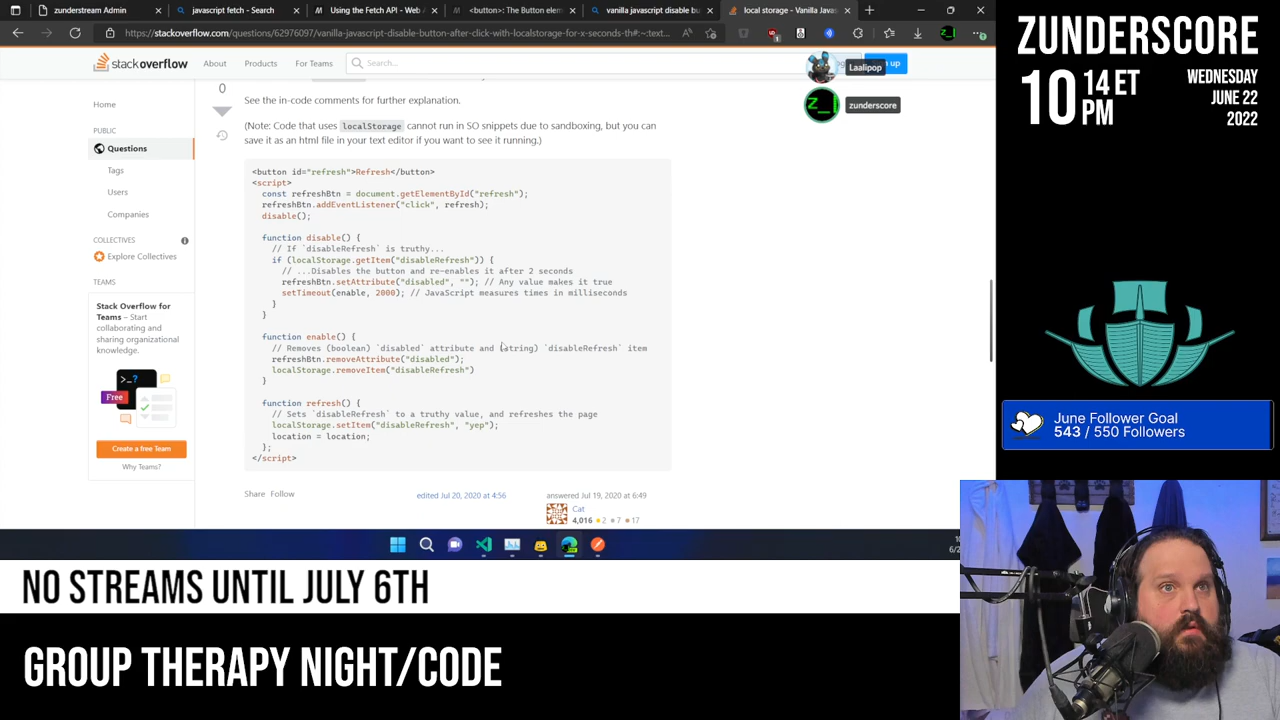 zunderstream Admin
javascript fetch - Search
Using the Fetch API - Web
<button>: The Button elem
vanilla javascript disable bu
local storage - Vanilla Javas
https://stackoverflow.com/questions/62976097/vanilla-javascript-disable-button-after-click-with-localstorage-for-x-seconds-th#:~:text...
stackoverflow
About
Products
For Teams
Search...
up
Laalipop
zunderscore
Home
PUBLIC
Questions
Tags
Users
Companies
COLLECTIVES
Explore Collectives
TEAMS
Stack Overflow for
Teams – Start
collaborating and
sharing organizational
knowledge.
Free
Create a free Team
Why Teams?
0
See the in-code comments for further explanation.
(Note: Code that uses localStorage cannot run in SO snippets due to sandboxing, but you can
save it as an html file in your text editor if you want to see it running.)
<button id="refresh">Refresh</button>
<script>
const refreshBtn = document.getElementById("refresh");
refreshBtn.addEventListener("click", refresh);
disable();
function disable() {
// If `disableRefresh` is truthy...
if (localStorage.getItem("disableRefresh")) {
// ...Disables the button and re-enables it after 2 seconds
refreshBtn.setAttribute("disabled", ""); // Any value makes it true
setTimeout(enable, 2000); // JavaScript measures times in milliseconds
}
}
function enable() {
// Removes (boolean) `disabled` attribute and (string) `disableRefresh` item
refreshBtn.removeAttribute("disabled");
localStorage.removeItem("disableRefresh")
}
function refresh() {
// Sets `disableRefresh` to a truthy value, and refreshes the page
localStorage.setItem("disableRefresh", "yep");
location = location;
};
</script>
Share Follow
edited Jul 20, 2020 at 4:56
answered Jul 19, 2020 at 6:49
Cat
4,016 2 7 17
ZUNDERSCORE
10 14 ET
PM
WEDNESDAY
JUNE 22
2022
June Follower Goal
543 / 550 Followers
NO STREAMS UNTIL JULY 6TH
GROUP THERAPY NIGHT/CODE